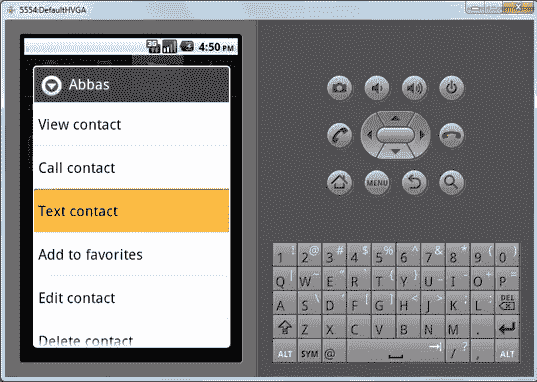 5554:DefaultHVGA
3G 4:50 PM
Abbas
View contact
Call contact
Text contact
Add to favorites
Edit contact
Delete contact
MENU
1 ! 2 @ 3 # 4 $ 5 % 6 ^ 7 & 8 * 9 ( 0 )
Q W ~ E " R ` T { Y } U _ I - O + P =
A S \ D ' F [ G ] H < J > K ; L : DEL
Z X C V B N M .
ALT SYM @ / ? , ALT